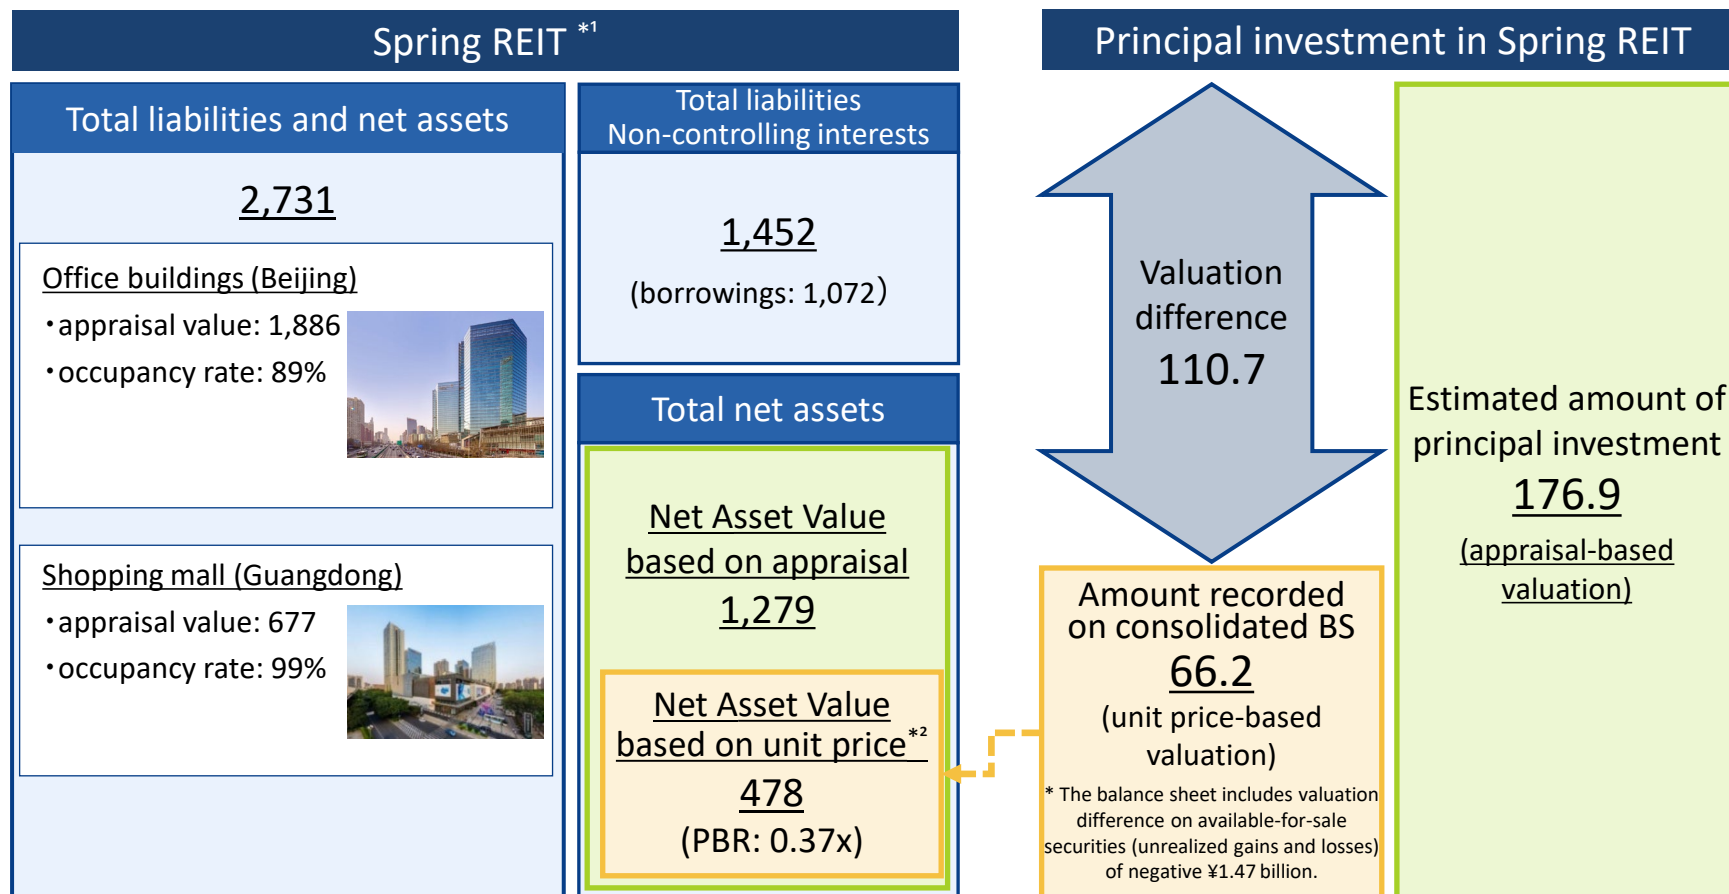 Spring REIT *1
Total liabilities and net assets
2,731
Office buildings (Beijing)
・appraisal value: 1,886
・occupancy rate: 89%
Shopping mall (Guangdong)
・appraisal value: 677
・occupancy rate: 99%
Total liabilities
Non-controlling interests
1,452
(borrowings: 1,072）
Total net assets
Net Asset Value
based on appraisal
1,279
Net Asset Value
based on unit price*2
478
(PBR: 0.37x)
Principal investment in Spring REIT
Valuation
difference
110.7
Amount recorded
on consolidated BS
66.2
(unit price-based
valuation)
* The balance sheet includes valuation
difference on available-for-sale
securities (unrealized gains and losses)
of negative ¥1.47 billion.
Estimated amount of
principal investment
176.9
(appraisal-based
valuation)